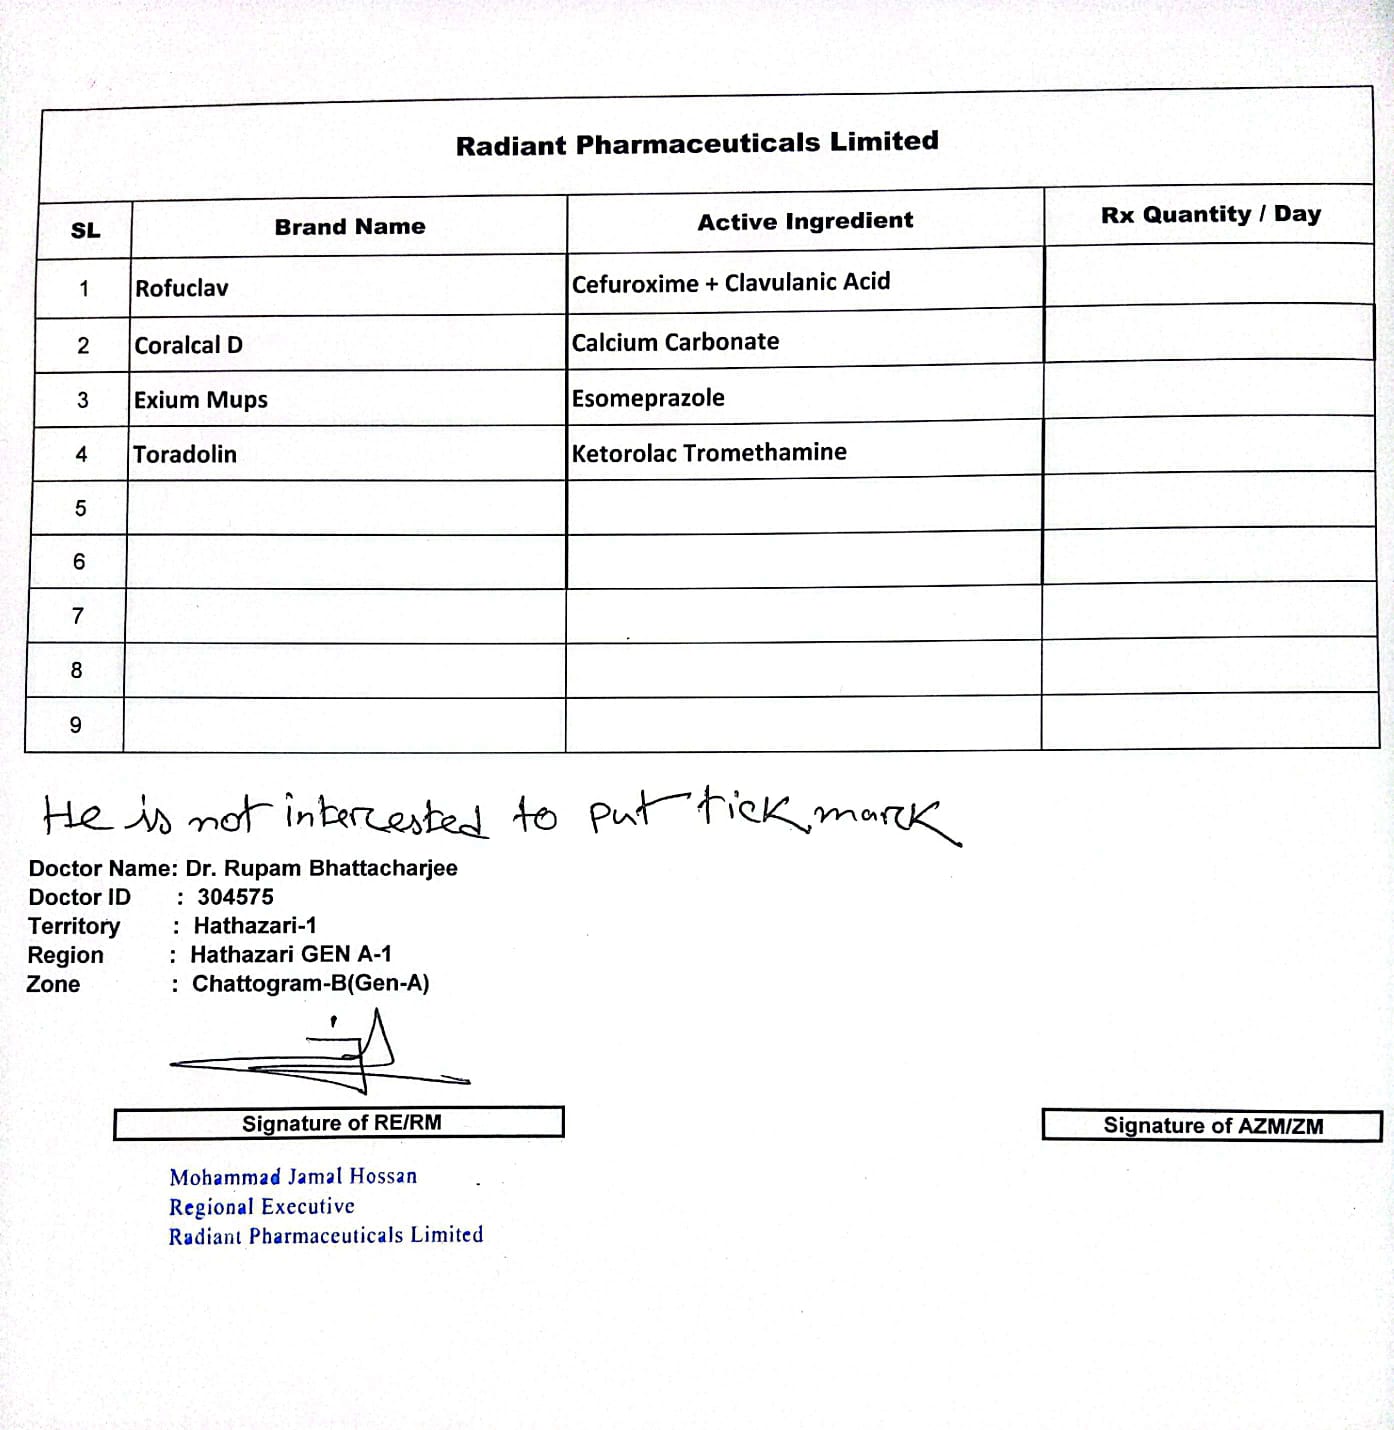 Radiant Pharmaceuticals Limited
SL Brand Name Active Ingredient Rx Quantity / Day
1 Rofuclav Cefuroxime + Clavulanic Acid
2 Coralcal D Calcium Carbonate
3 Exium Mups Esomeprazole
4 Toradolin Ketorolac Tromethamine
5
6
7
8
9
He is not interested to put tick mark
Doctor Name: Dr. Rupam Bhattacharjee
Doctor ID : 304575
Territory : Hathazari-1
Region : Hathazari GEN A-1
Zone : Chattogram-B(Gen-A)
Signature of RE/RM Signature of AZM/ZM
Mohammad Jamal Hossan
Regional Executive
Radiant Pharmaceuticals Limited